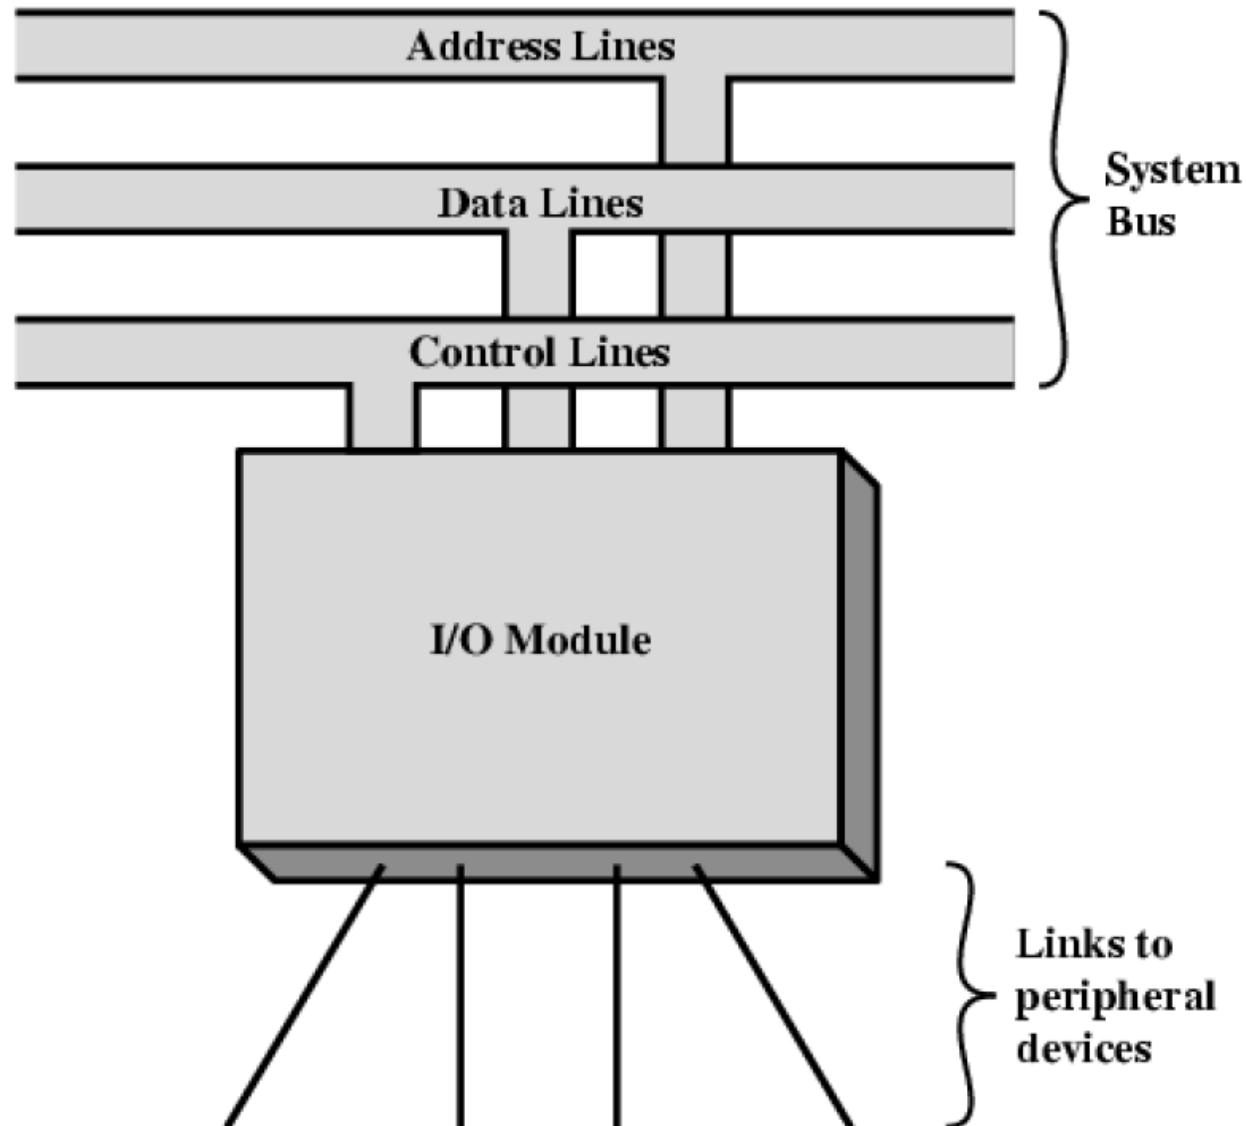 Address Lines
Data Lines
Control Lines
System
Bus
I/O Module
Links to
peripheral
devices